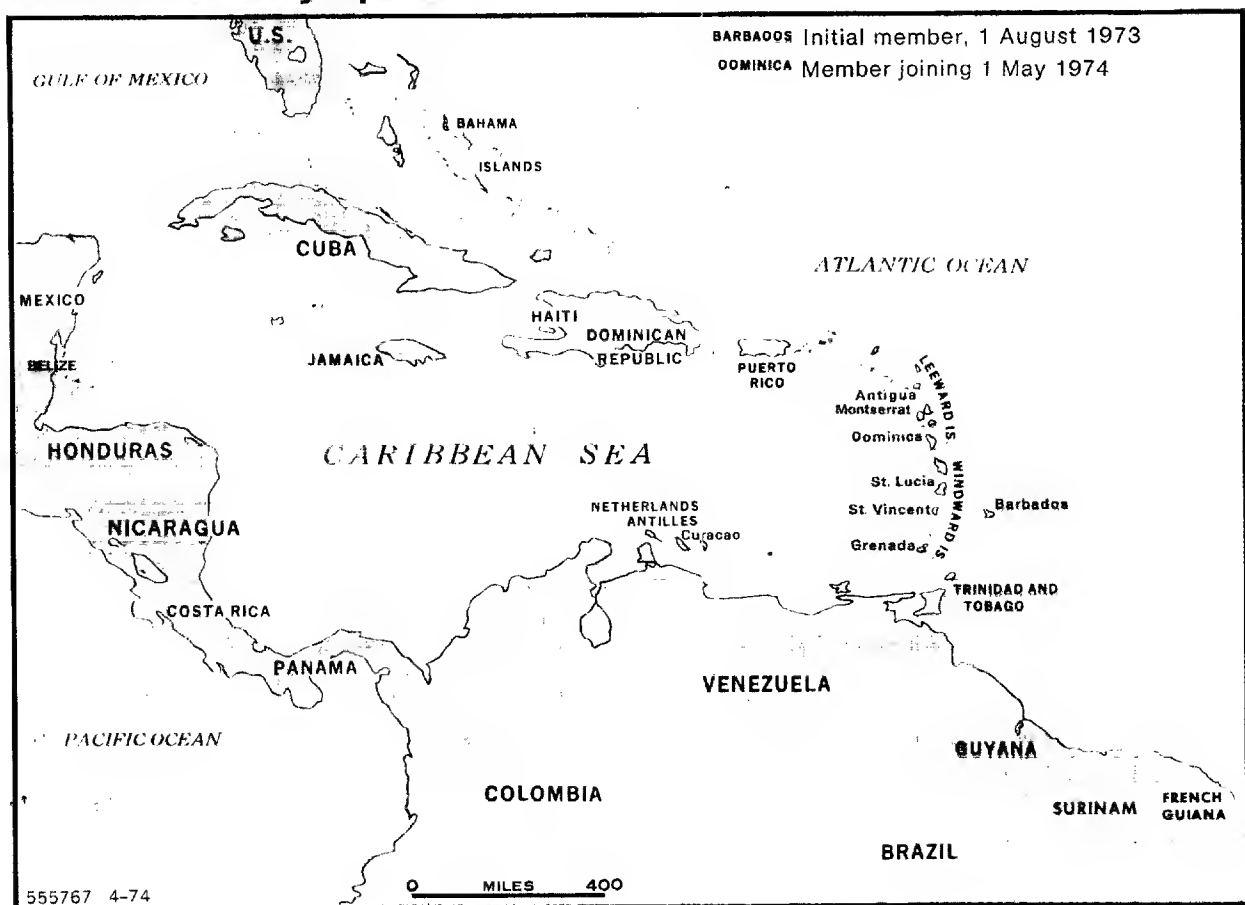 U.S.
BARBADOS Initial member, 1 August 1973
DOMINICA Member joining 1 May 1974
GULF OF MEXICO
BAHAMA
ISLANDS
CUBA
ATLANTIC OCEAN
MEXICO
HAITI
DOMINICAN
REPUBLIC
JAMAICA
BELIZE
PUERTO
RICO
LEEWARD IS.
Antigua
Montserrat
Dominica
HONDURAS
CARIBBEAN SEA
WINDWARD IS.
St. Lucia
St. Vincent
Barbados
NETHERLANDS
ANTILLES
Curacao
NICARAGUA
Grenada
TRINIDAD AND
TOBAGO
COSTA RICA
PANAMA
VENEZUELA
PACIFIC OCEAN
GUYANA
COLOMBIA
SURINAM
FRENCH
GUIANA
BRAZIL
0 MILES 400
555767 4-74